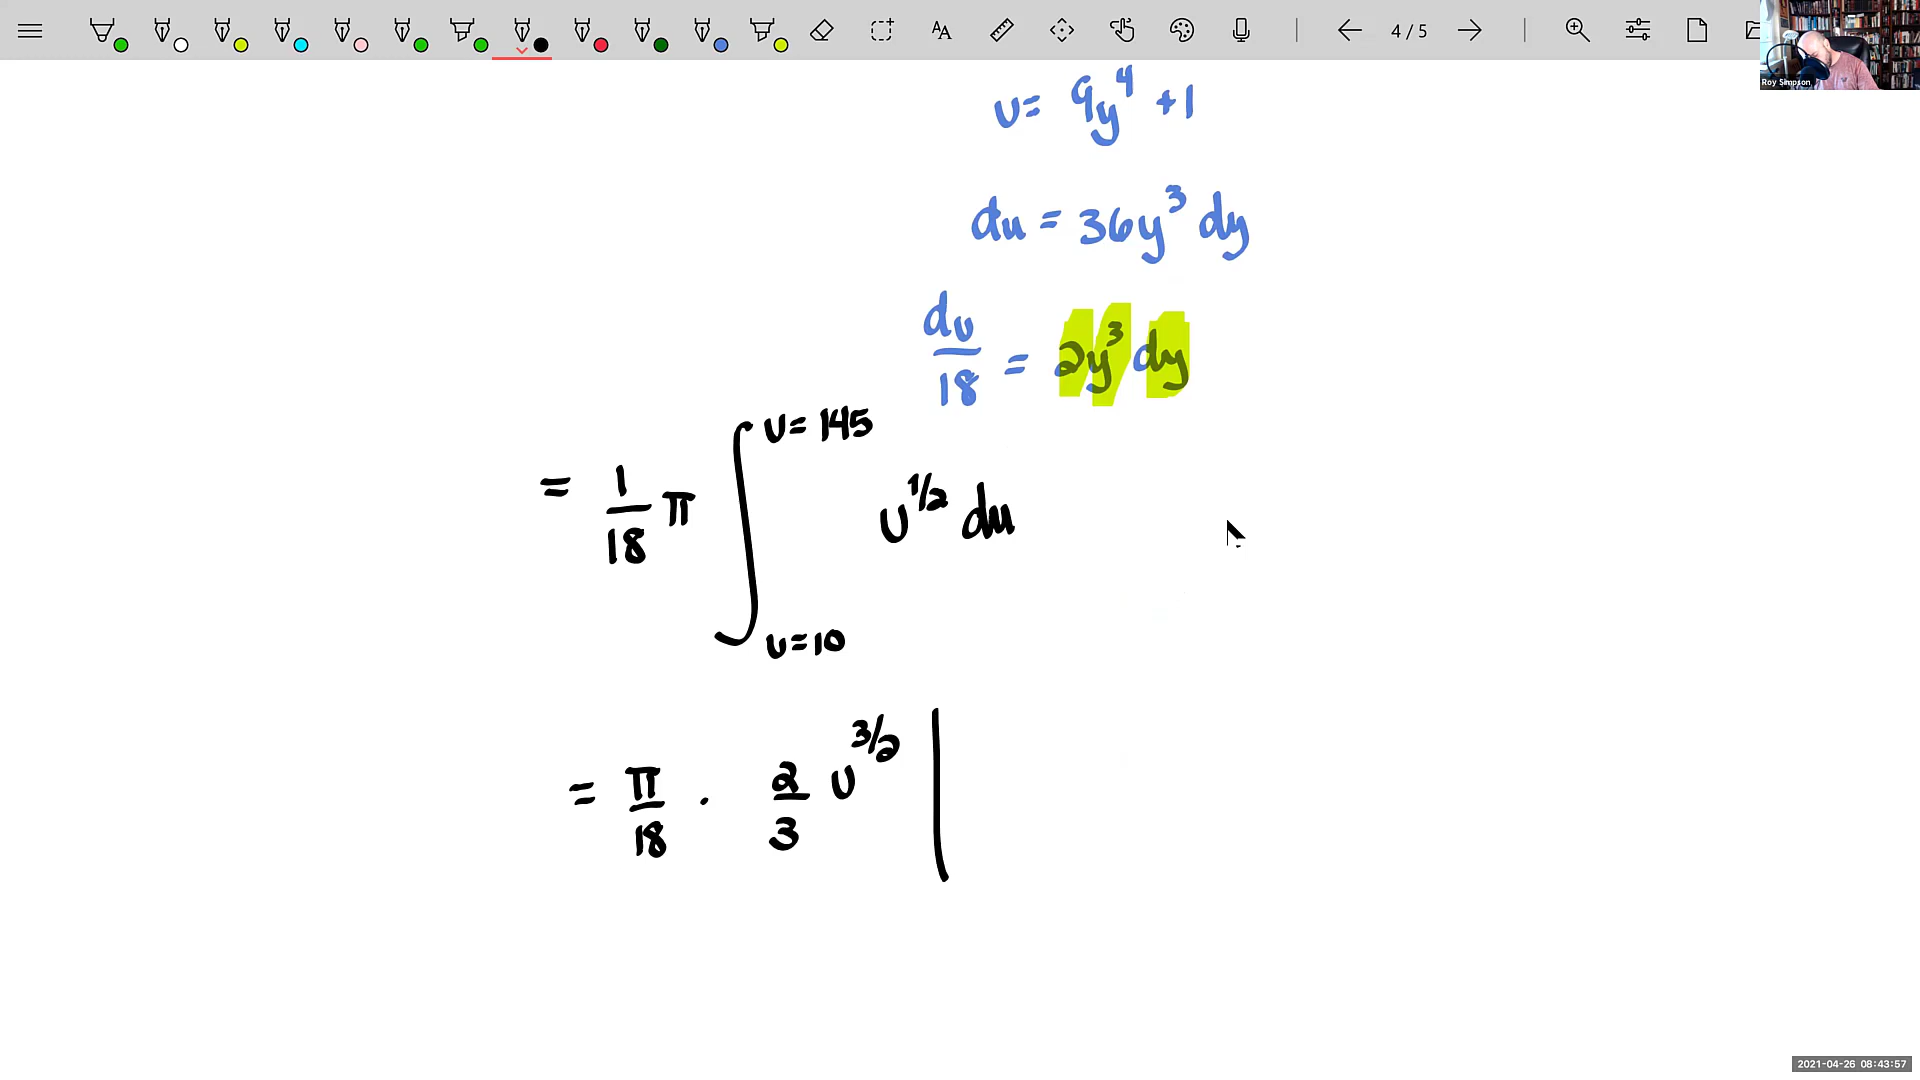 4 / 5
Roy Simpson
u = 9y⁴ + 1
du = 36y³ dy
du/18 = 2y³ dy
= 1/18 π ∫_{u=10}^{u=145} u^{1/2} du
= π/18 · 2/3 u^{3/2} |
2021-04-26 08:43:57